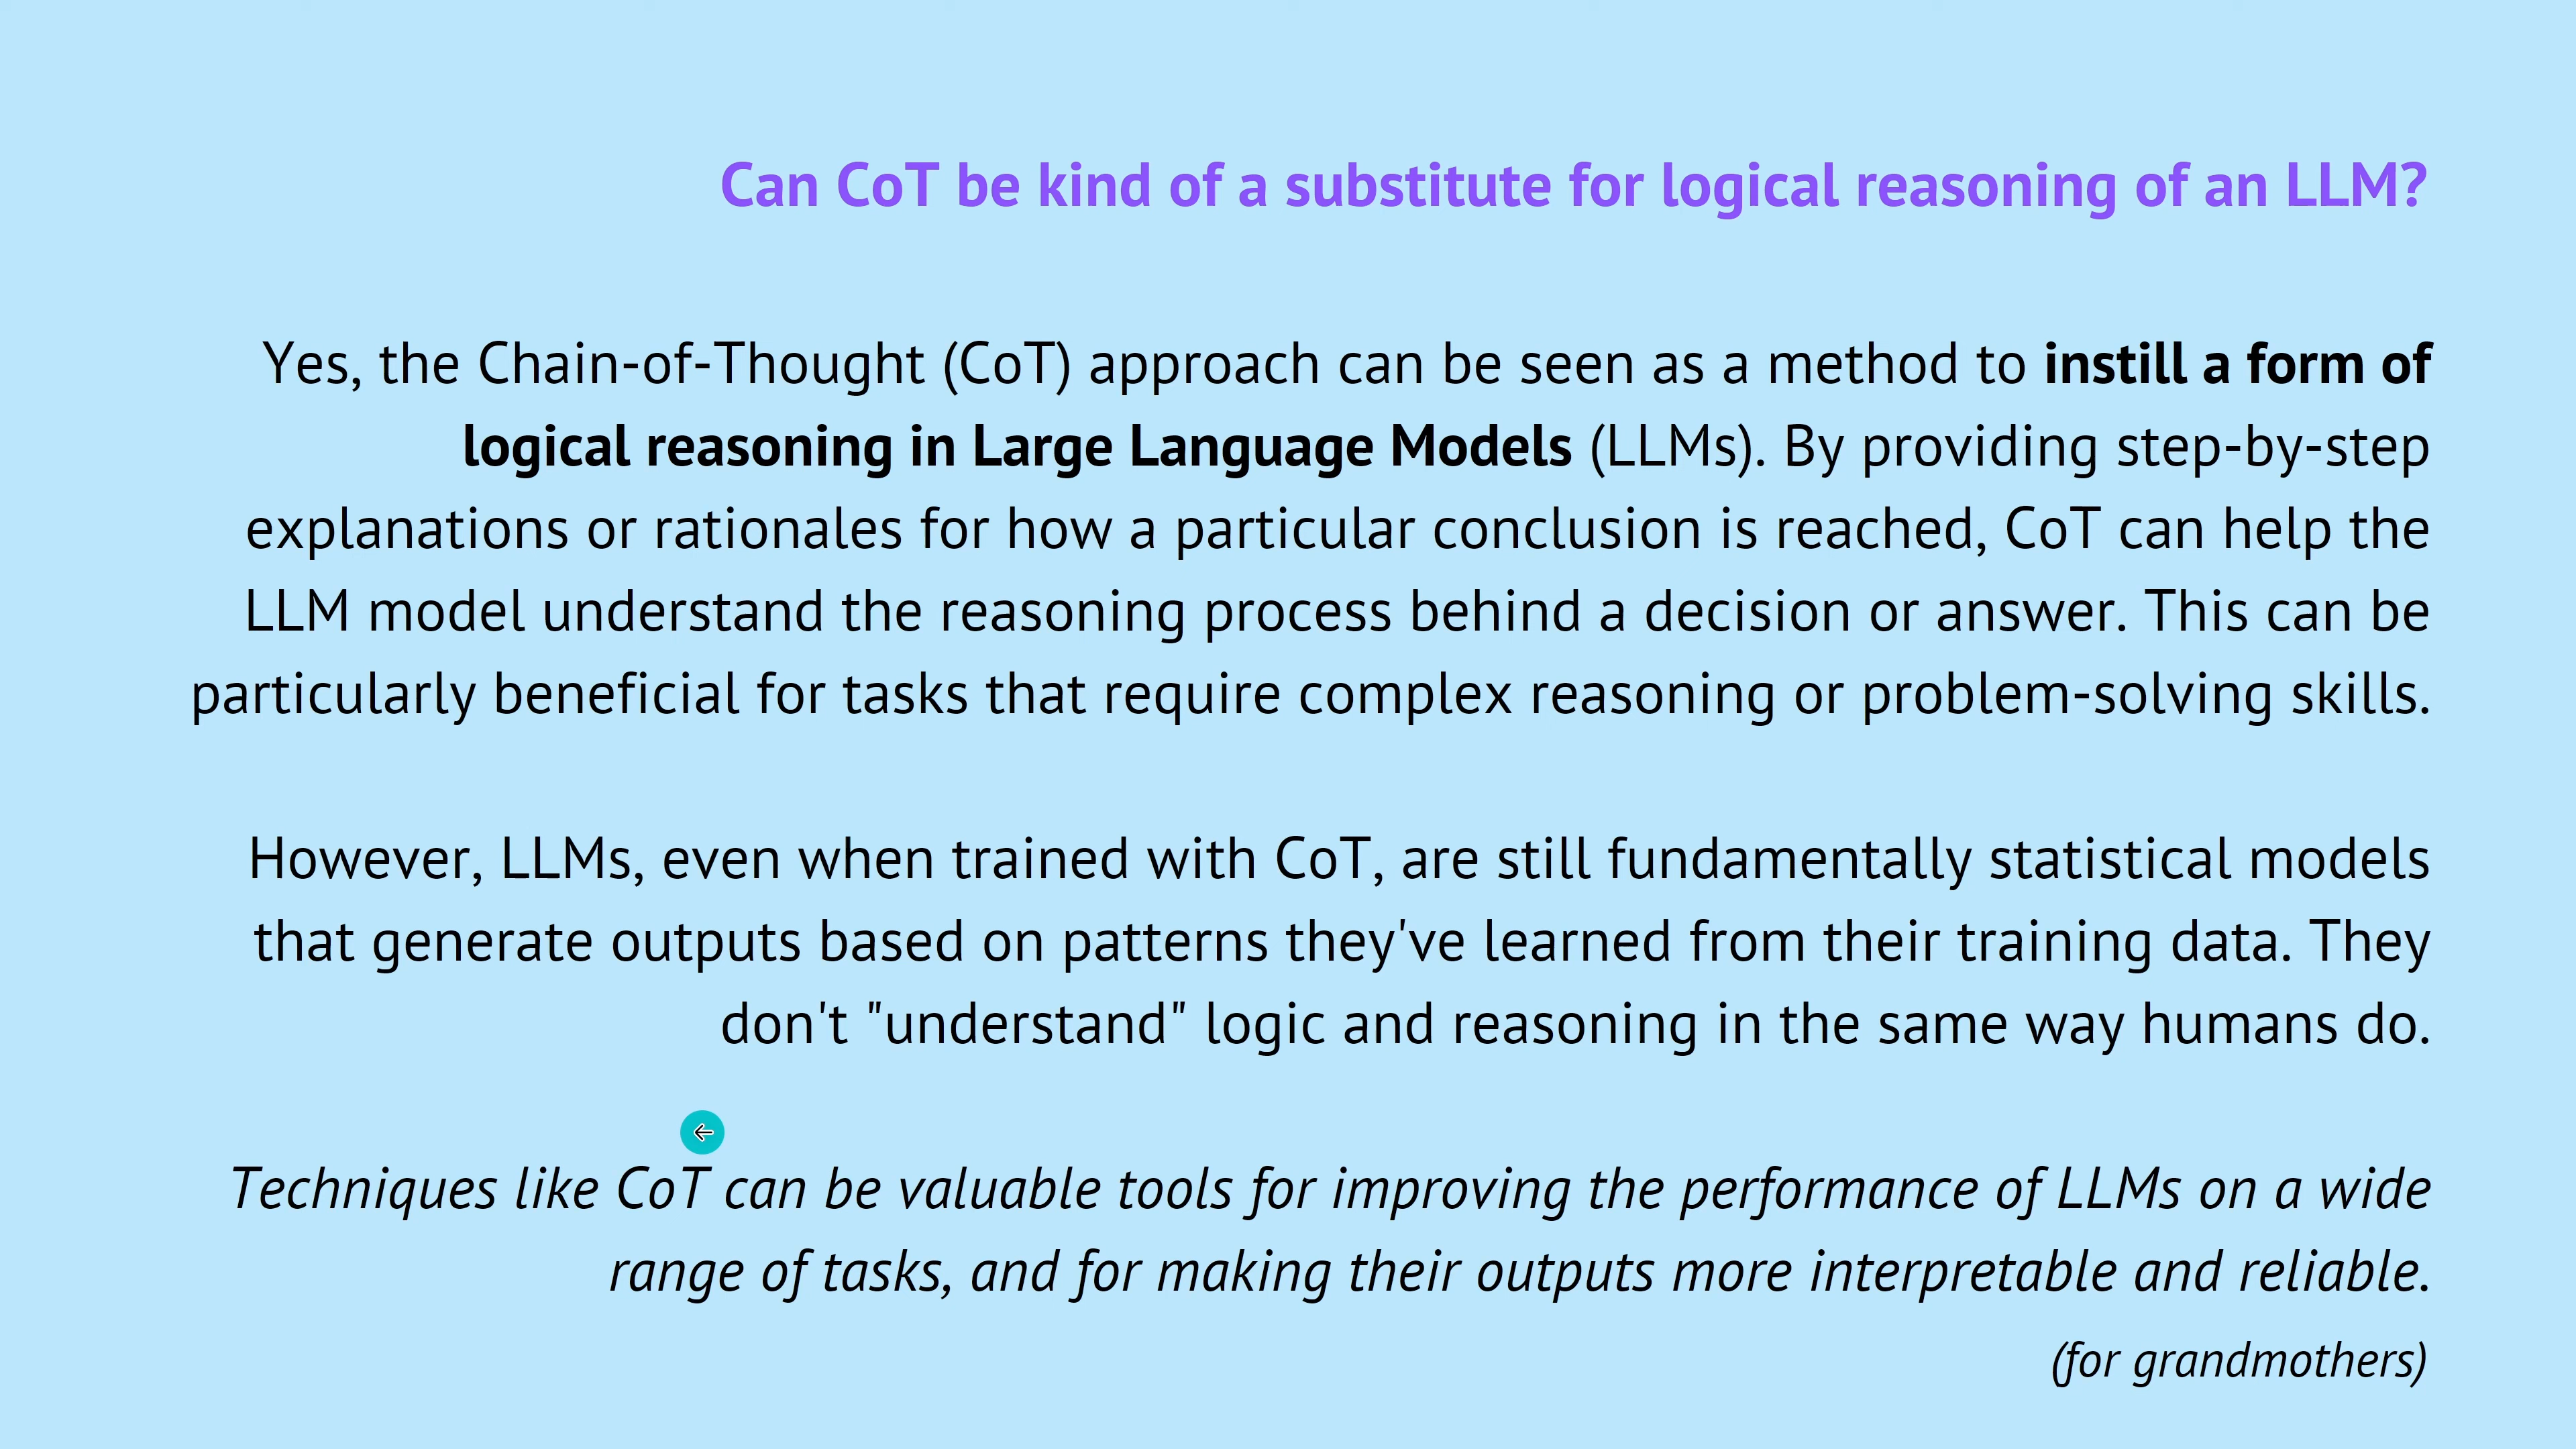 Can CoT be kind of a substitute for logical reasoning of an LLM?
Yes, the Chain-of-Thought (CoT) approach can be seen as a method to instill a form of
logical reasoning in Large Language Models (LLMs). By providing step-by-step
explanations or rationales for how a particular conclusion is reached, CoT can help the
LLM model understand the reasoning process behind a decision or answer. This can be
particularly beneficial for tasks that require complex reasoning or problem-solving skills.
However, LLMs, even when trained with CoT, are still fundamentally statistical models
that generate outputs based on patterns they've learned from their training data. They
don't "understand" logic and reasoning in the same way humans do.
Techniques like CoT can be valuable tools for improving the performance of LLMs on a wide
range of tasks, and for making their outputs more interpretable and reliable.
(for grandmothers)